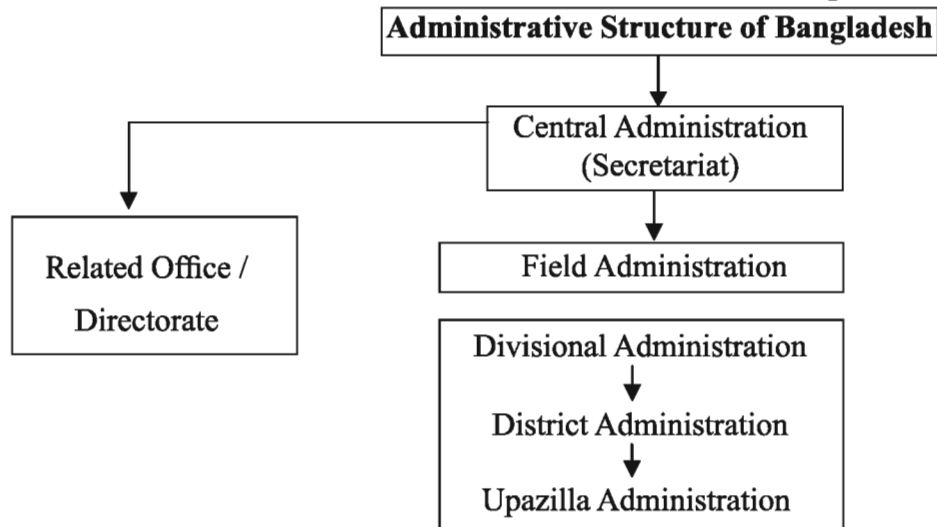 Administrative Structure of Bangladesh
Central Administration
(Secretariat)
Related Office /
Directorate
Field Administration
Divisional Administration
District Administration
Upazilla Administration